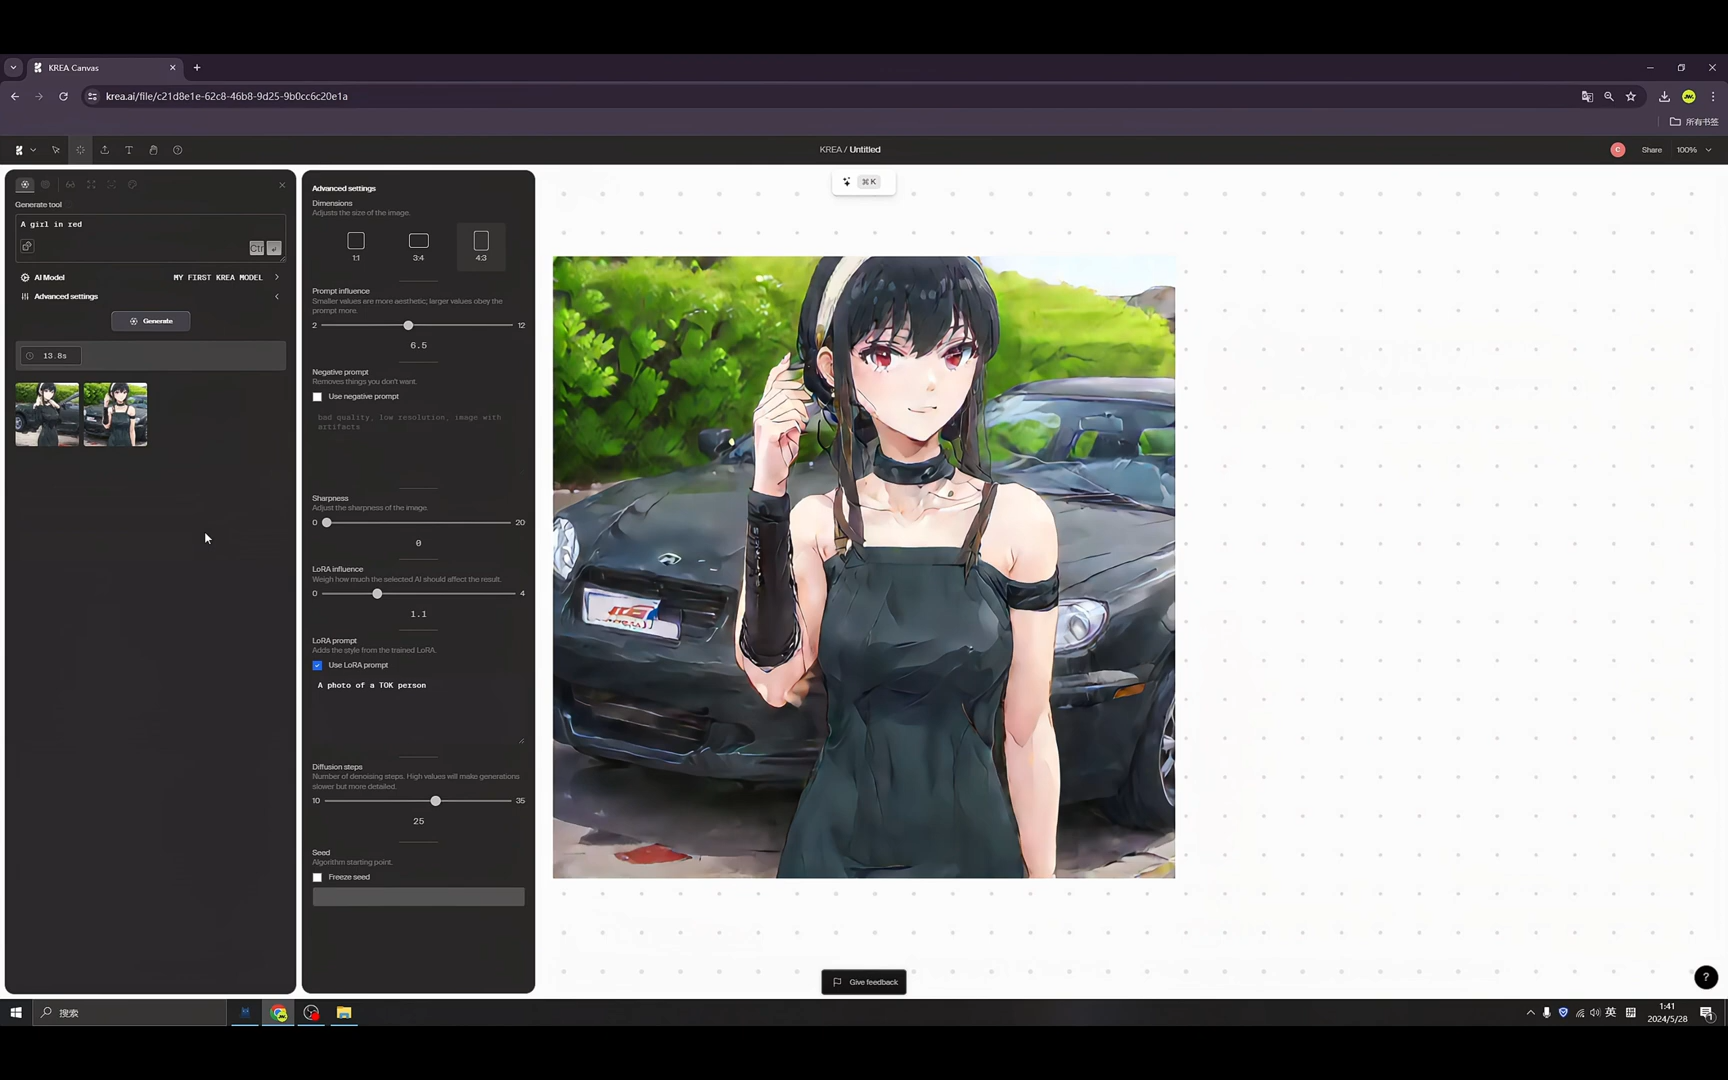 KREA Canvas
krea.ai/file/c21d8e1e-62c8-46b8-9d25-9b0cc6c20e1a
所有书签
KREA / Untitled
C
Share
100%
⌘K
Generate tool
A girl in red
Ctrl
AI Model
MY FIRST KREA MODEL
Advanced settings
Generate
13.8s
Advanced settings
Dimensions
Adjusts the size of the image.
1:1
3:4
4:3
Prompt influence
Smaller values are more aesthetic; larger values obey the
prompt more.
2
12
6.5
Negative prompt
Removes things you don't want.
Use negative prompt
bad quality, low resolution, image with
artifacts
Sharpness
Adjust the sharpness of the image.
0
20
0
LoRA influence
Weigh how much the selected AI should affect the result.
0
4
1.1
LoRA prompt
Adds the style from the trained LoRA.
Use LoRA prompt
A photo of a TOK person
Diffusion steps
Number of denoising steps. High values will make generations
slower but more detailed.
10
35
25
Seed
Algorithm starting point.
Freeze seed
Give feedback
?
搜索
英
拼
1:41
2024/5/28
1